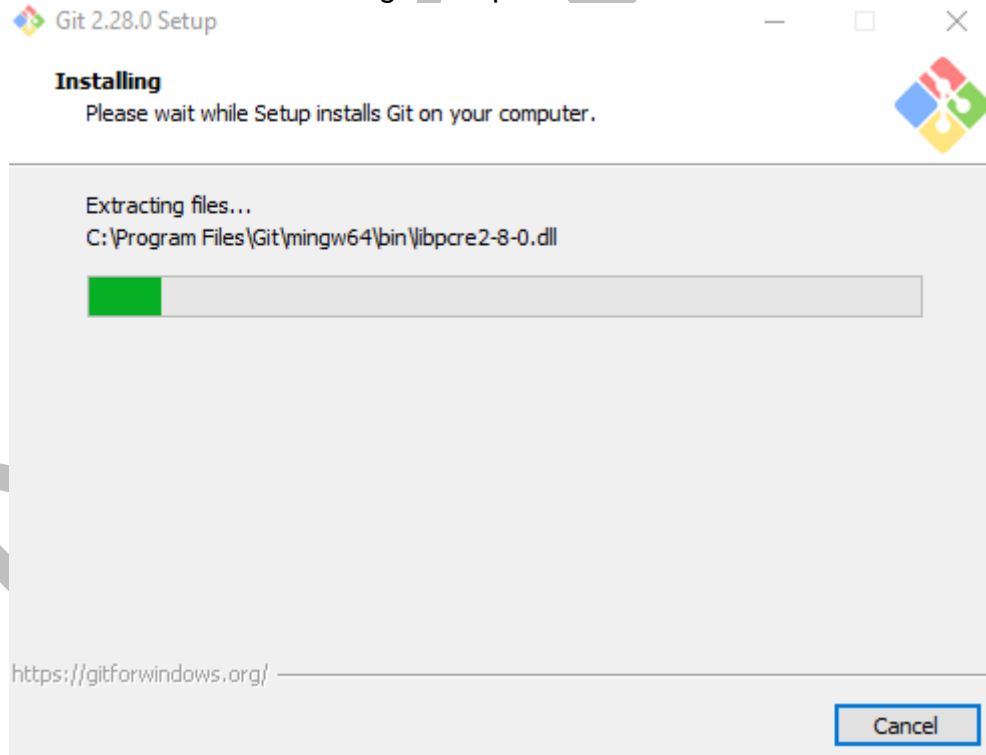 Git 2.28.0 Setup
Installing
Please wait while Setup installs Git on your computer.
Extracting files...
C:\Program Files\Git\mingw64\bin\libpcre2-8-0.dll
https://gitforwindows.org/
Cancel